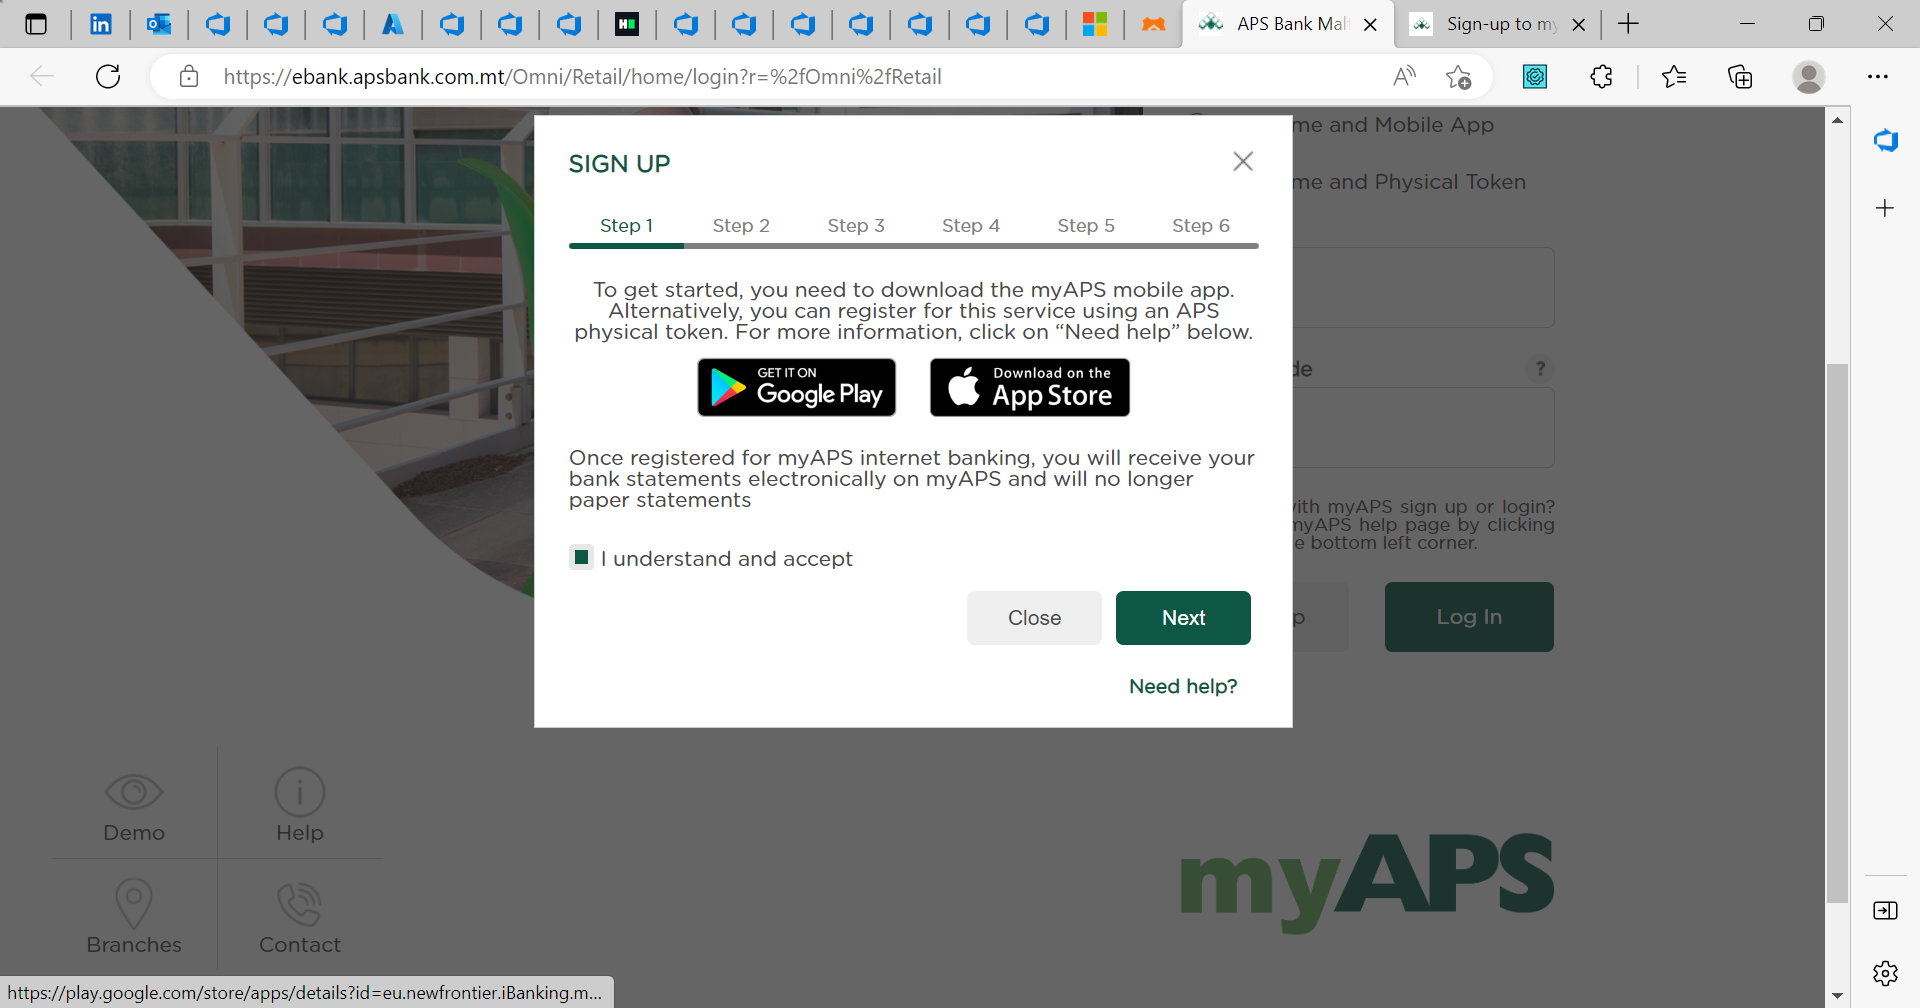 APS Bank Mal
Sign-up to my
https://ebank.apsbank.com.mt/Omni/Retail/home/login?r=%2fOmni%2fRetail
me and Mobile App
me and Physical Token
SIGN UP
Step 1 Step 2 Step 3 Step 4 Step 5 Step 6
To get started, you need to download the myAPS mobile app.
Alternatively, you can register for this service using an APS
physical token. For more information, click on “Need help” below.
GET IT ON
Google Play
Download on the
App Store
Once registered for myAPS internet banking, you will receive your
bank statements electronically on myAPS and will no longer
paper statements
I understand and accept
Close
Next
Need help?
de
?
ith myAPS sign up or login?
myAPS help page by clicking
e bottom left corner.
p
Log In
Demo
Help
Branches
Contact
myAPS
https://play.google.com/store/apps/details?id=eu.newfrontier.iBanking.m...